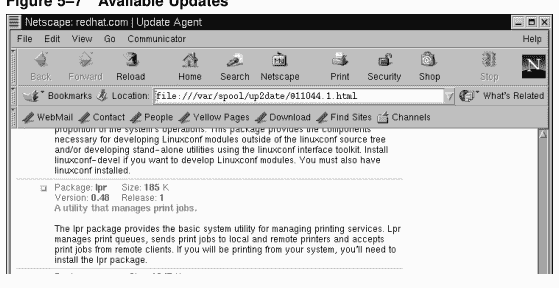 Figure 5–7 Available Updates
Netscape: redhat.com | Update Agent
File Edit View Go Communicator Help
Back Forward Reload Home Search Netscape Print Security Shop Stop
N
Bookmarks Location: file:///var/spool/up2date/011044.1.html What's Related
WebMail Contact People Yellow Pages Download Find Sites Channels
proportion of the system's operations. This package provides the components
necessary for developing Linuxconf modules outside of the linuxconf source tree
and/or developing stand-alone utilities using the linuxconf interface toolkit. Install
linuxconf-devel if you want to develop Linuxconf modules. You must also have
linuxconf installed.
Package: lpr Size: 185 K
Version: 0.48 Release: 1
A utility that manages print jobs.
The lpr package provides the basic system utility for managing printing services. Lpr
manages print queues, sends print jobs to local and remote printers and accepts
print jobs from remote clients. If you will be printing from your system, you'll need to
install the lpr package.